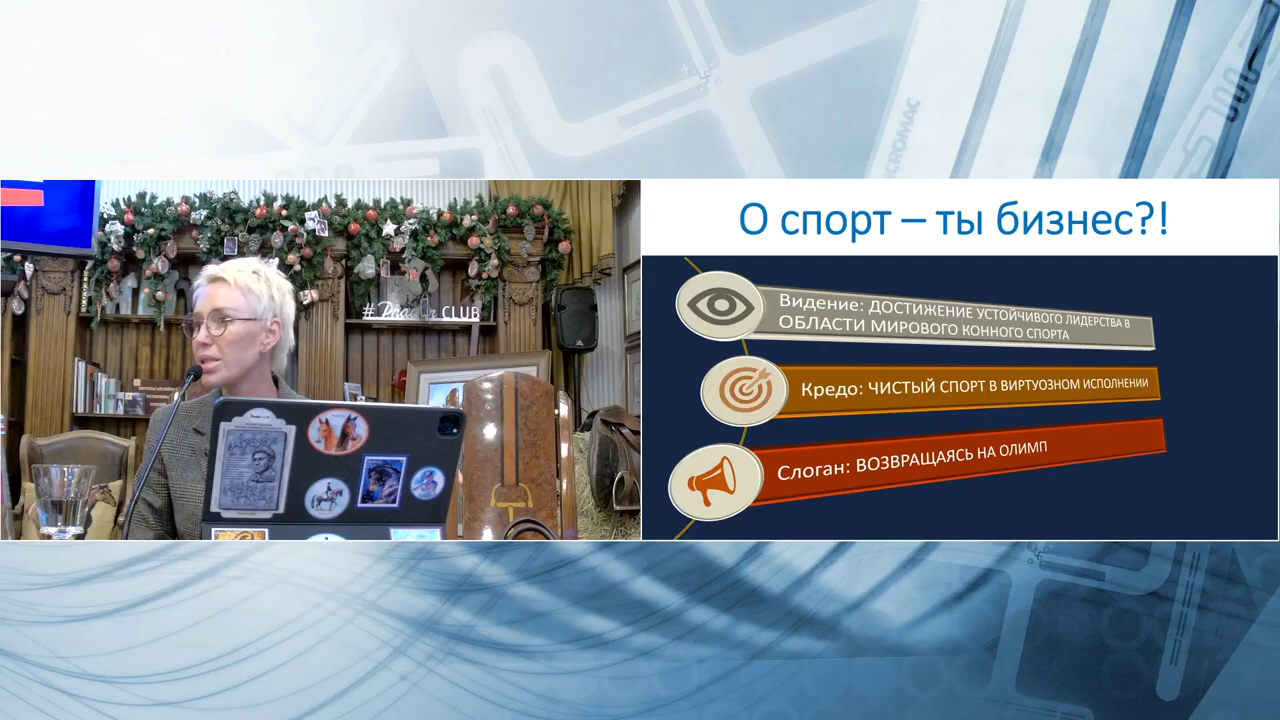 CROMAC
О спорт – ты бизнес?!
Видение: ДОСТИЖЕНИЕ УСТОЙЧИВОГО ЛИДЕРСТВА В
ОБЛАСТИ МИРОВОГО КОННОГО СПОРТА
Кредо: ЧИСТЫЙ СПОРТ В ВИРТУОЗНОМ ИСПОЛНЕНИИ
Слоган: ВОЗВРАЩАЯСЬ НА ОЛИМП
CLUB